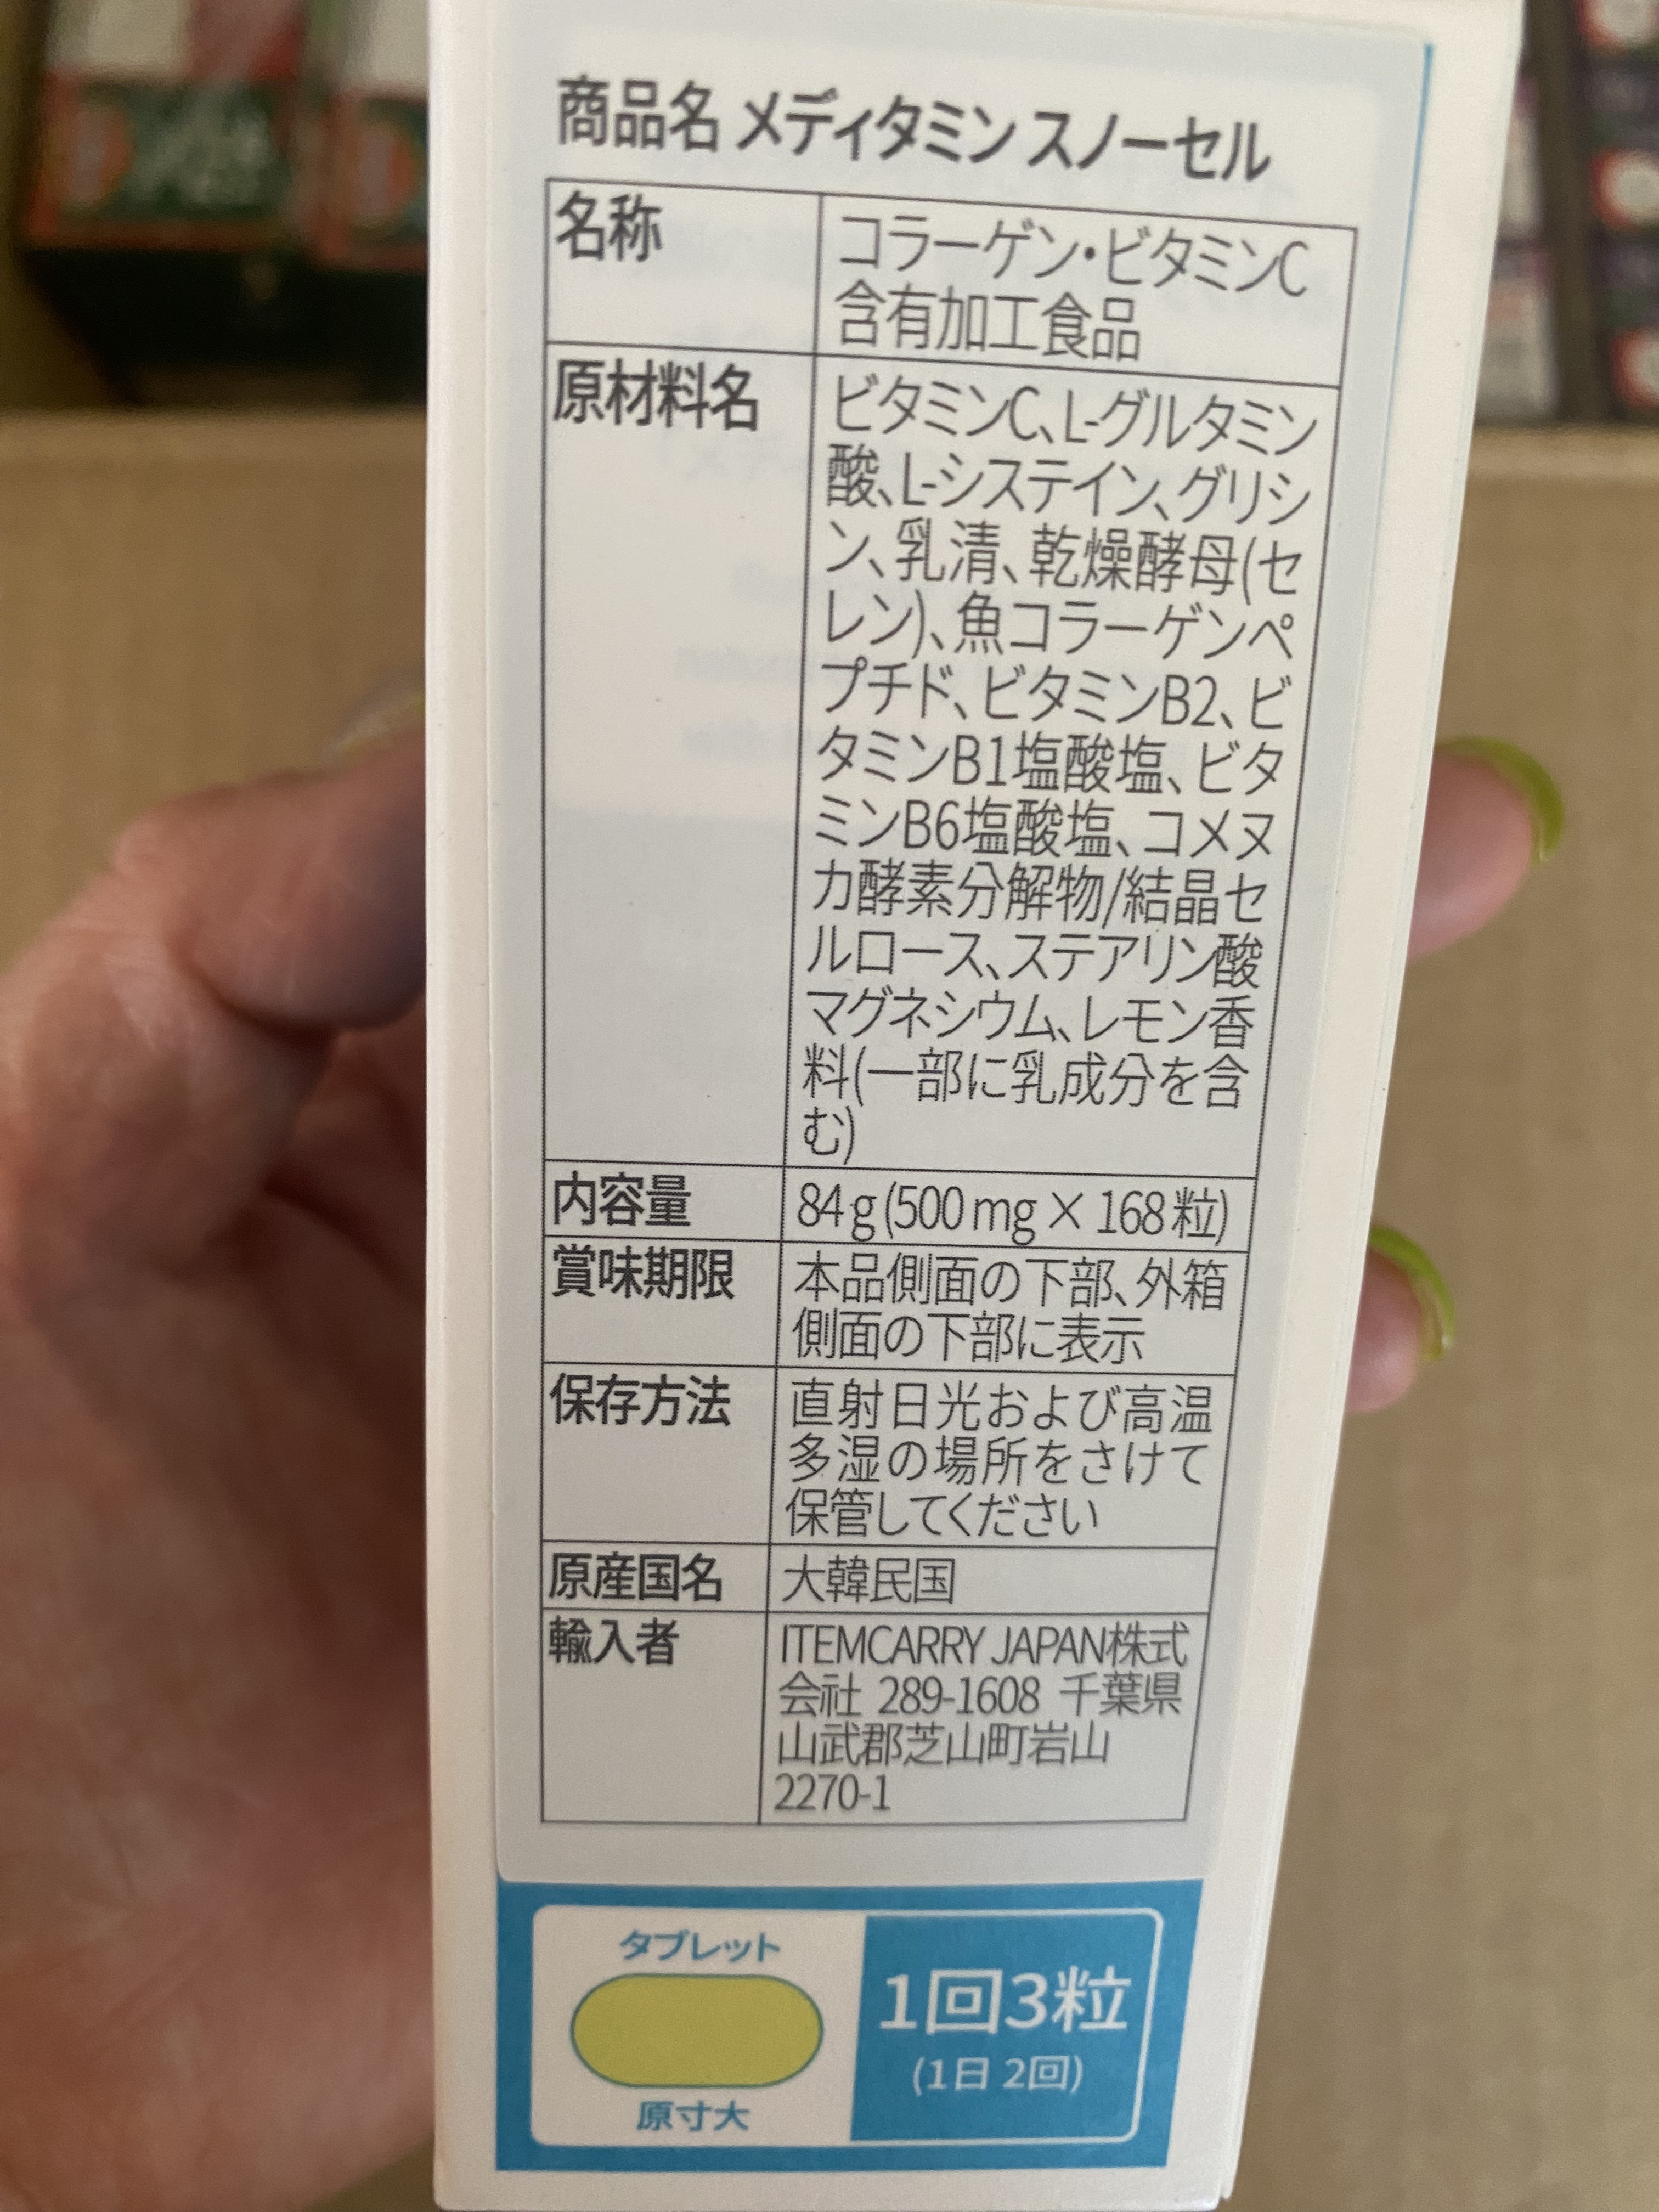 商品名 メディタミン スノーセル
名称
コラーゲン・ビタミンC
含有加工食品
原材料名
ビタミンC、L-グルタミン
酸、L-システイン、グリシ
ン、乳清、乾燥酵母(セ
レン)、魚コラーゲンペ
プチド、ビタミンB2、ビ
タミンB1塩酸塩、ビタ
ミンB6塩酸塩、コメヌ
カ酵素分解物/結晶セ
ルロース、ステアリン酸
マグネシウム、レモン香
料(一部に乳成分を含
む)
内容量
84g(500mg×168粒)
賞味期限
本品側面の下部、外箱
側面の下部に表示
保存方法
直射日光および高温
多湿の場所をさけて
保管してください
原産国名
大韓民国
輸入者
ITEMCARRY JAPAN株式
会社 289-1608 千葉県
山武郡芝山町岩山
2270-1
タブレット
原寸大
1回3粒
(1日 2回)